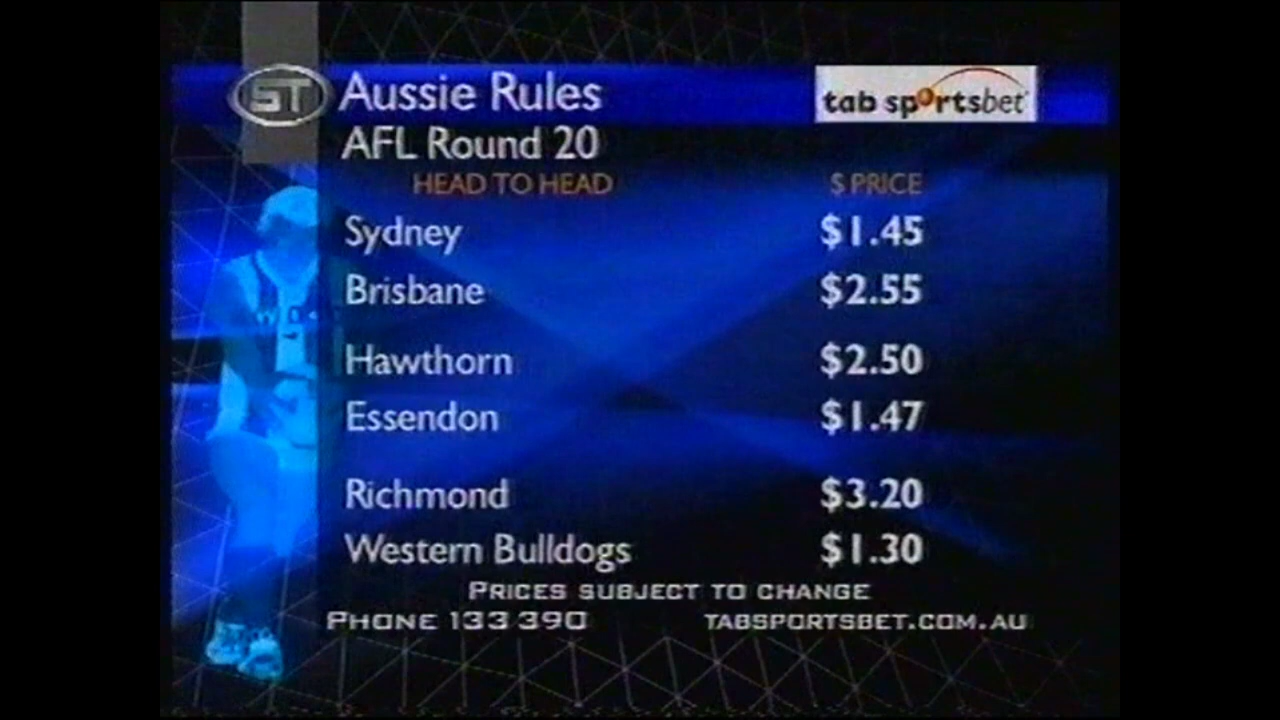 ST Aussie Rules
tab sportsbet
AFL Round 20
HEAD TO HEAD $ PRICE
Sydney $1.45
Brisbane $2.55
Hawthorn $2.50
Essendon $1.47
Richmond $3.20
Western Bulldogs $1.30
PRICES SUBJECT TO CHANGE
PHONE 133 390 TABSPORTSBET.COM.AU